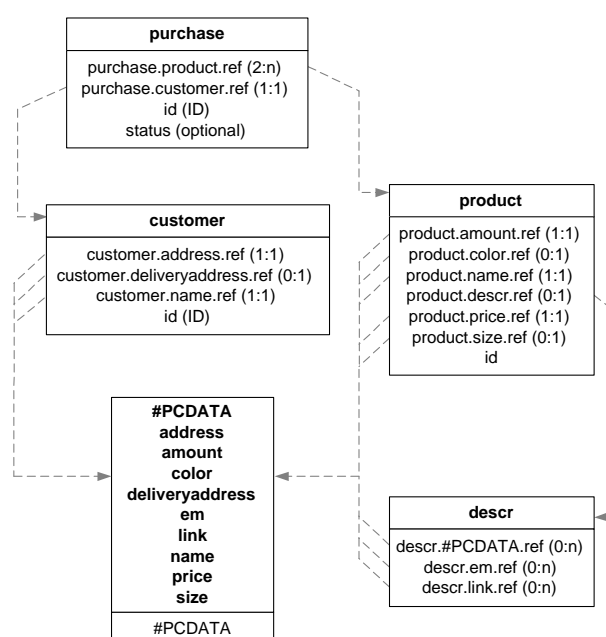 purchase
purchase.product.ref (2:n)
purchase.customer.ref (1:1)
id (ID)
status (optional)
customer
customer.address.ref (1:1)
customer.deliveryaddress.ref (0:1)
customer.name.ref (1:1)
id (ID)
product
product.amount.ref (1:1)
product.color.ref (0:1)
product.name.ref (1:1)
product.descr.ref (0:1)
product.price.ref (1:1)
product.size.ref (0:1)
id
#PCDATA
address
amount
color
deliveryaddress
em
link
name
price
size
#PCDATA
descr
descr.#PCDATA.ref (0:n)
descr.em.ref (0:n)
descr.link.ref (0:n)